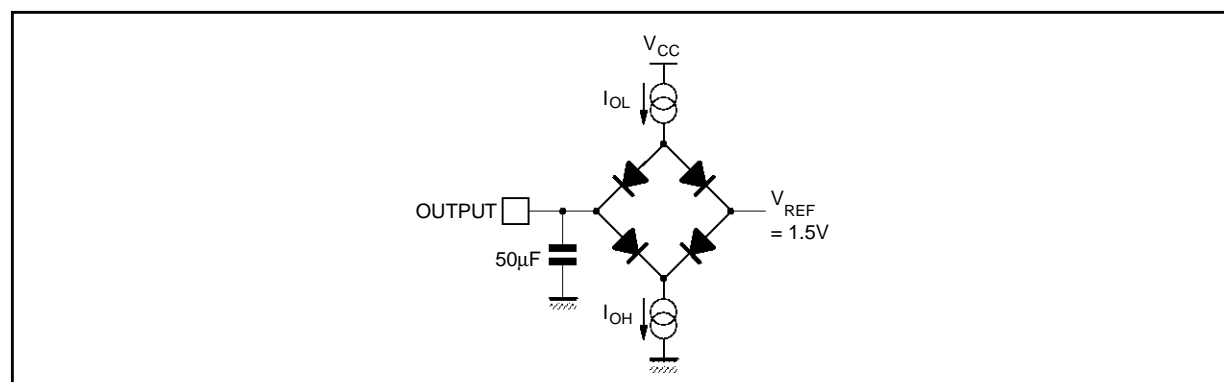 VCC
IOL
OUTPUT
VREF
= 1.5V
50µF
IOH